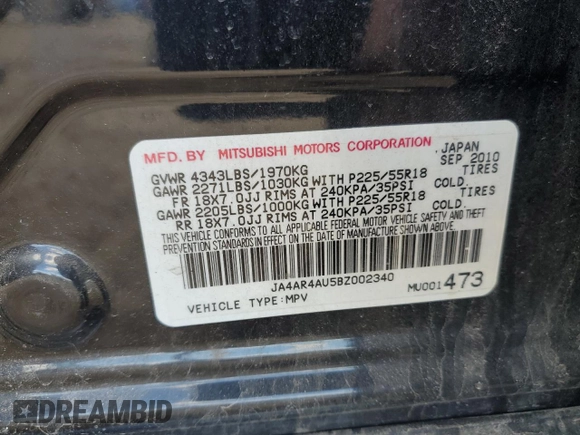 MFD. BY MITSUBISHI MOTORS CORPORATION JAPAN
SEP 2010
GVWR 4343LBS/1970KG
GAWR 2271LBS/1030KG WITH P225/55R18 TIRES
FR 18X7.0JJ RIMS AT 240KPA/35PSI COLD.
GAWR 2205LBS/1000KG WITH P225/55R18 TIRES
RR 18X7.0JJ RIMS AT 240KPA/35PSI COLD.
THIS VEHICLE CONFORMS TO ALL APPLICABLE FEDERAL MOTOR VEHICLE SAFETY AND THEFT
PREVENTION STANDARDS IN EFFECT ON THE DATE OF MANUFACTURE SHOWN ABOVE.
JA4AR4AU5BZ002340
VEHICLE TYPE:MPV MU001473
DREAMBID